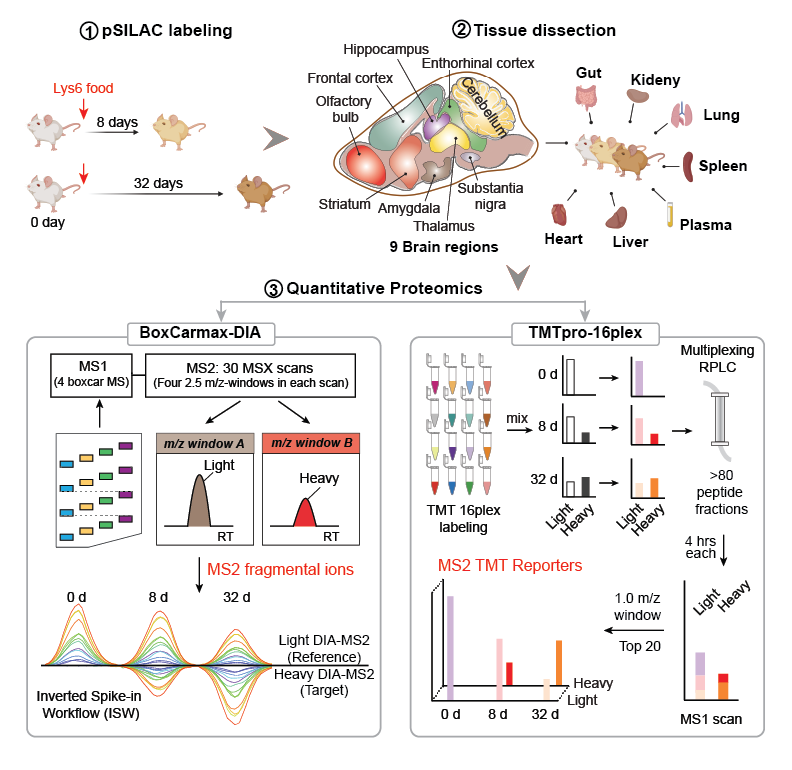 ① pSILAC labeling
Lys6 food
8 days
32 days
0 day
② Tissue dissection
Hippocampus
Enthorhinal cortex
Frontal cortex
Cerebellum
Olfactory
bulb
Striatum
Amygdala
Thalamus
Substantia
nigra
9 Brain regions
Gut
Kideny
Lung
Spleen
Plasma
Liver
Heart
③ Quantitative Proteomics
BoxCarmax-DIA
MS1
(4 boxcar MS)
MS2: 30 MSX scans
(Four 2.5 m/z-windows in each scan)
m/z window A
Light
RT
m/z window B
Heavy
RT
MS2 fragmental ions
0 d
8 d
32 d
Light DIA-MS2
(Reference)
Heavy DIA-MS2
(Target)
Inverted Spike-in
Workflow (ISW)
TMTpro-16plex
TMT 16plex
labeling
mix
0 d
8 d
32 d
Light
Heavy
Light
Heavy
Multiplexing
RPLC
>80
peptide
fractions
4 hrs
each
Light
Heavy
MS1 scan
1.0 m/z
window
Top 20
MS2 TMT Reporters
Heavy
Light
0 d
8 d
32 d